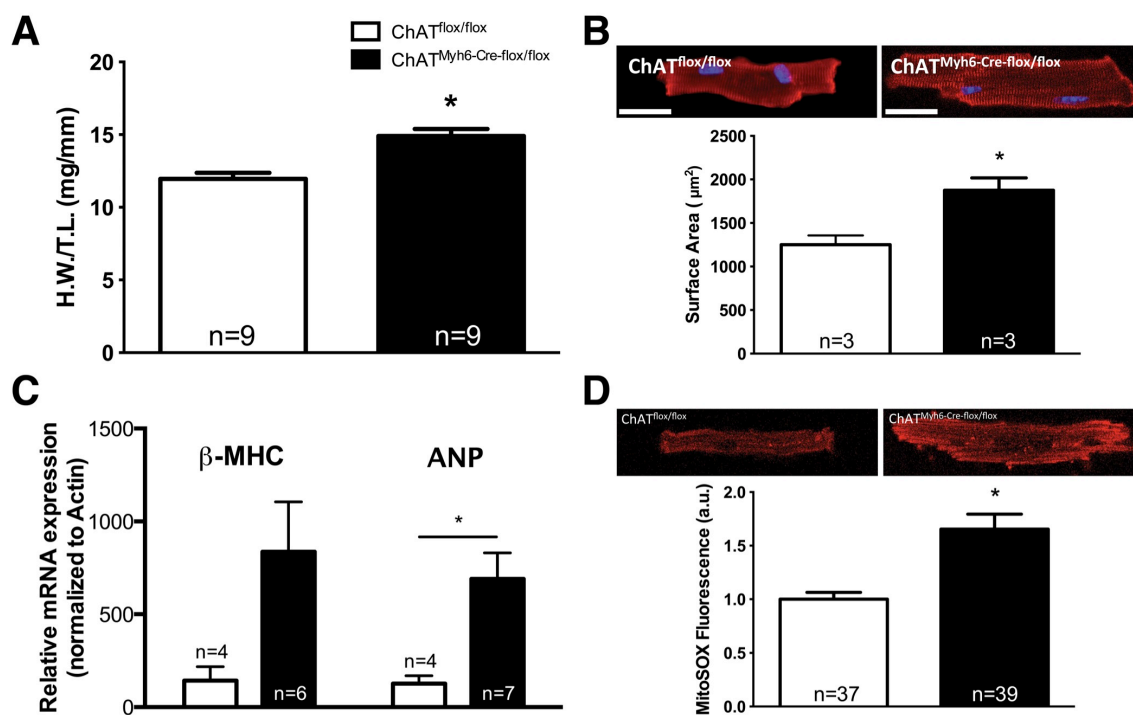 A
ChAT^flox/flox
ChAT^Myh6-Cre-flox/flox
H.W./T.L. (mg/mm)
20
15
10
5
0
*
n=9
n=9
B
ChAT^flox/flox
ChAT^Myh6-Cre-flox/flox
Surface Area ( µm²)
2500
2000
1500
1000
500
0
*
n=3
n=3
C
Relative mRNA expression
(normalized to Actin)
1500
1000
500
0
β-MHC
ANP
*
n=4
n=6
n=4
n=7
D
ChAT^flox/flox
ChAT^Myh6-Cre-flox/flox
MitoSOX Fluorescence (a.u.)
2.0
1.5
1.0
0.5
0.0
*
n=37
n=39